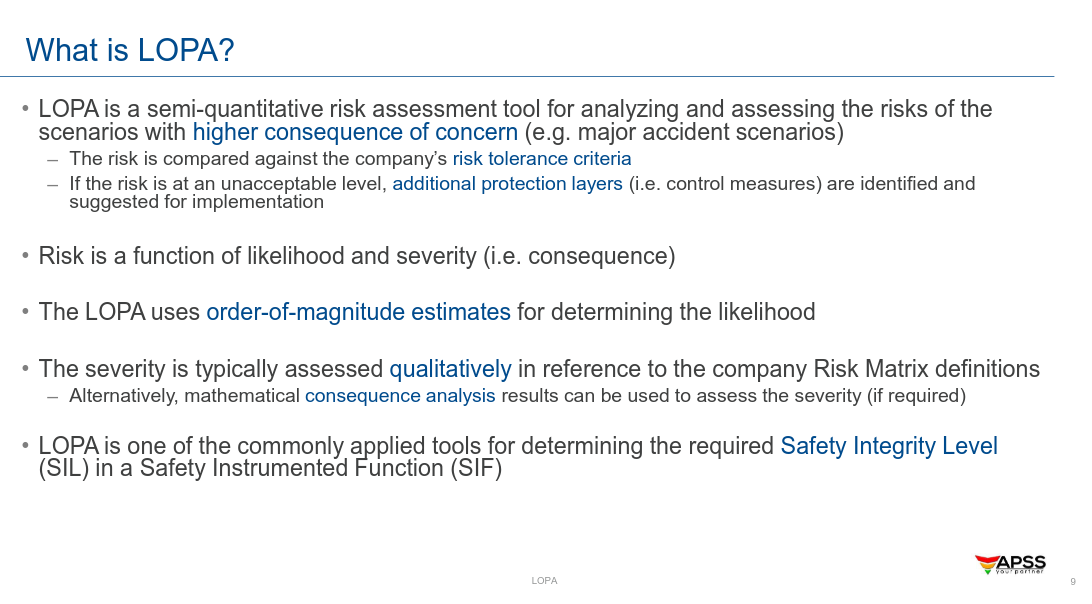 What is LOPA?
• LOPA is a semi-quantitative risk assessment tool for analyzing and assessing the risks of the
scenarios with higher consequence of concern (e.g. major accident scenarios)
– The risk is compared against the company’s risk tolerance criteria
– If the risk is at an unacceptable level, additional protection layers (i.e. control measures) are identified and
suggested for implementation
• Risk is a function of likelihood and severity (i.e. consequence)
• The LOPA uses order-of-magnitude estimates for determining the likelihood
• The severity is typically assessed qualitatively in reference to the company Risk Matrix definitions
– Alternatively, mathematical consequence analysis results can be used to assess the severity (if required)
• LOPA is one of the commonly applied tools for determining the required Safety Integrity Level
(SIL) in a Safety Instrumented Function (SIF)
APSS
your partner
LOPA
9